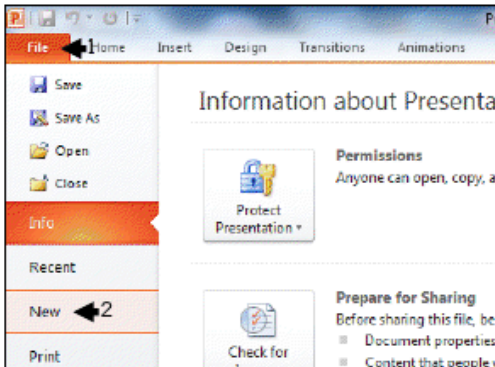 P
File 1 Home Insert Design Transitions Animations
Save
Save As
Open
Close
Info
Recent
New 2
Print
Information about Presenta
Protect
Presentation
Permissions
Anyone can open, copy, a
Check for
Prepare for Sharing
Before sharing this file, be
Document properties
Content that people